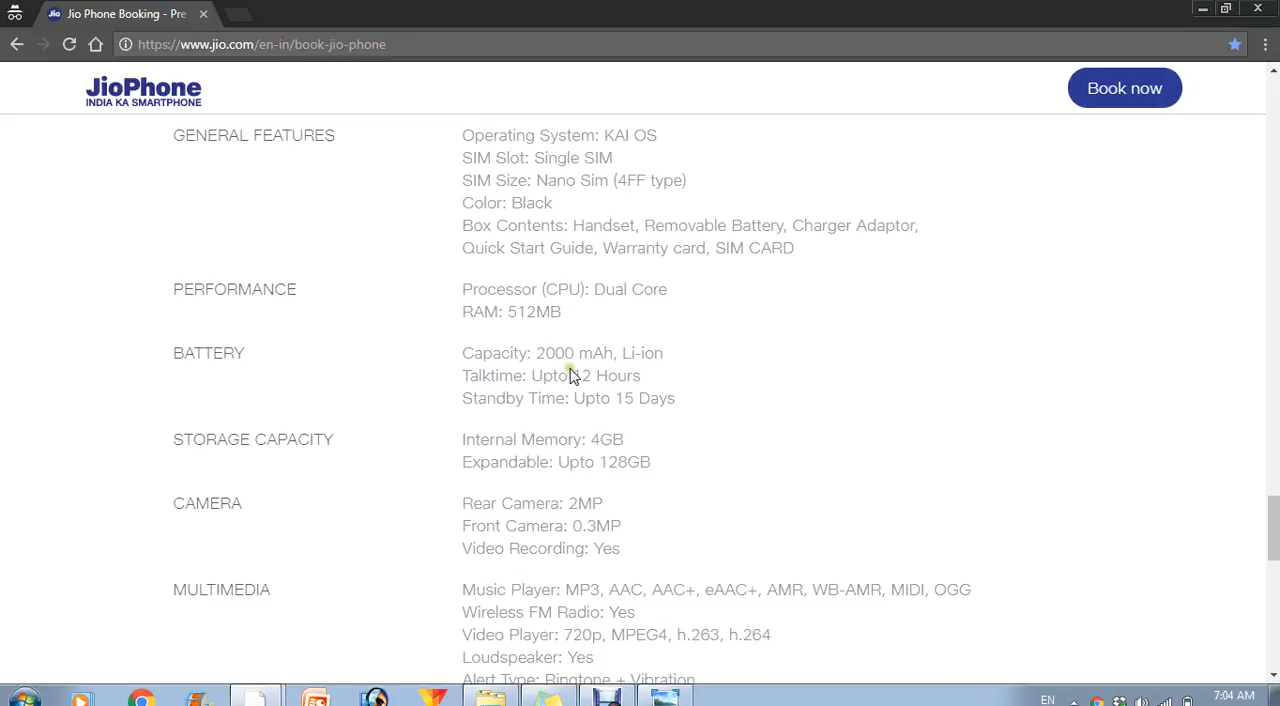 Jio Phone Booking - Pre
https://www.jio.com/en-in/book-jio-phone
JioPhone
INDIA KA SMARTPHONE
Book now
GENERAL FEATURES
Operating System: KAI OS
SIM Slot: Single SIM
SIM Size: Nano Sim (4FF type)
Color: Black
Box Contents: Handset, Removable Battery, Charger Adaptor,
Quick Start Guide, Warranty card, SIM CARD
PERFORMANCE
Processor (CPU): Dual Core
RAM: 512MB
BATTERY
Capacity: 2000 mAh, Li-ion
Talktime: Upto 12 Hours
Standby Time: Upto 15 Days
STORAGE CAPACITY
Internal Memory: 4GB
Expandable: Upto 128GB
CAMERA
Rear Camera: 2MP
Front Camera: 0.3MP
Video Recording: Yes
MULTIMEDIA
Music Player: MP3, AAC, AAC+, eAAC+, AMR, WB-AMR, MIDI, OGG
Wireless FM Radio: Yes
Video Player: 720p, MPEG4, h.263, h.264
Loudspeaker: Yes
Alert Type: Ringtone + Vibration
EN
7:04 AM